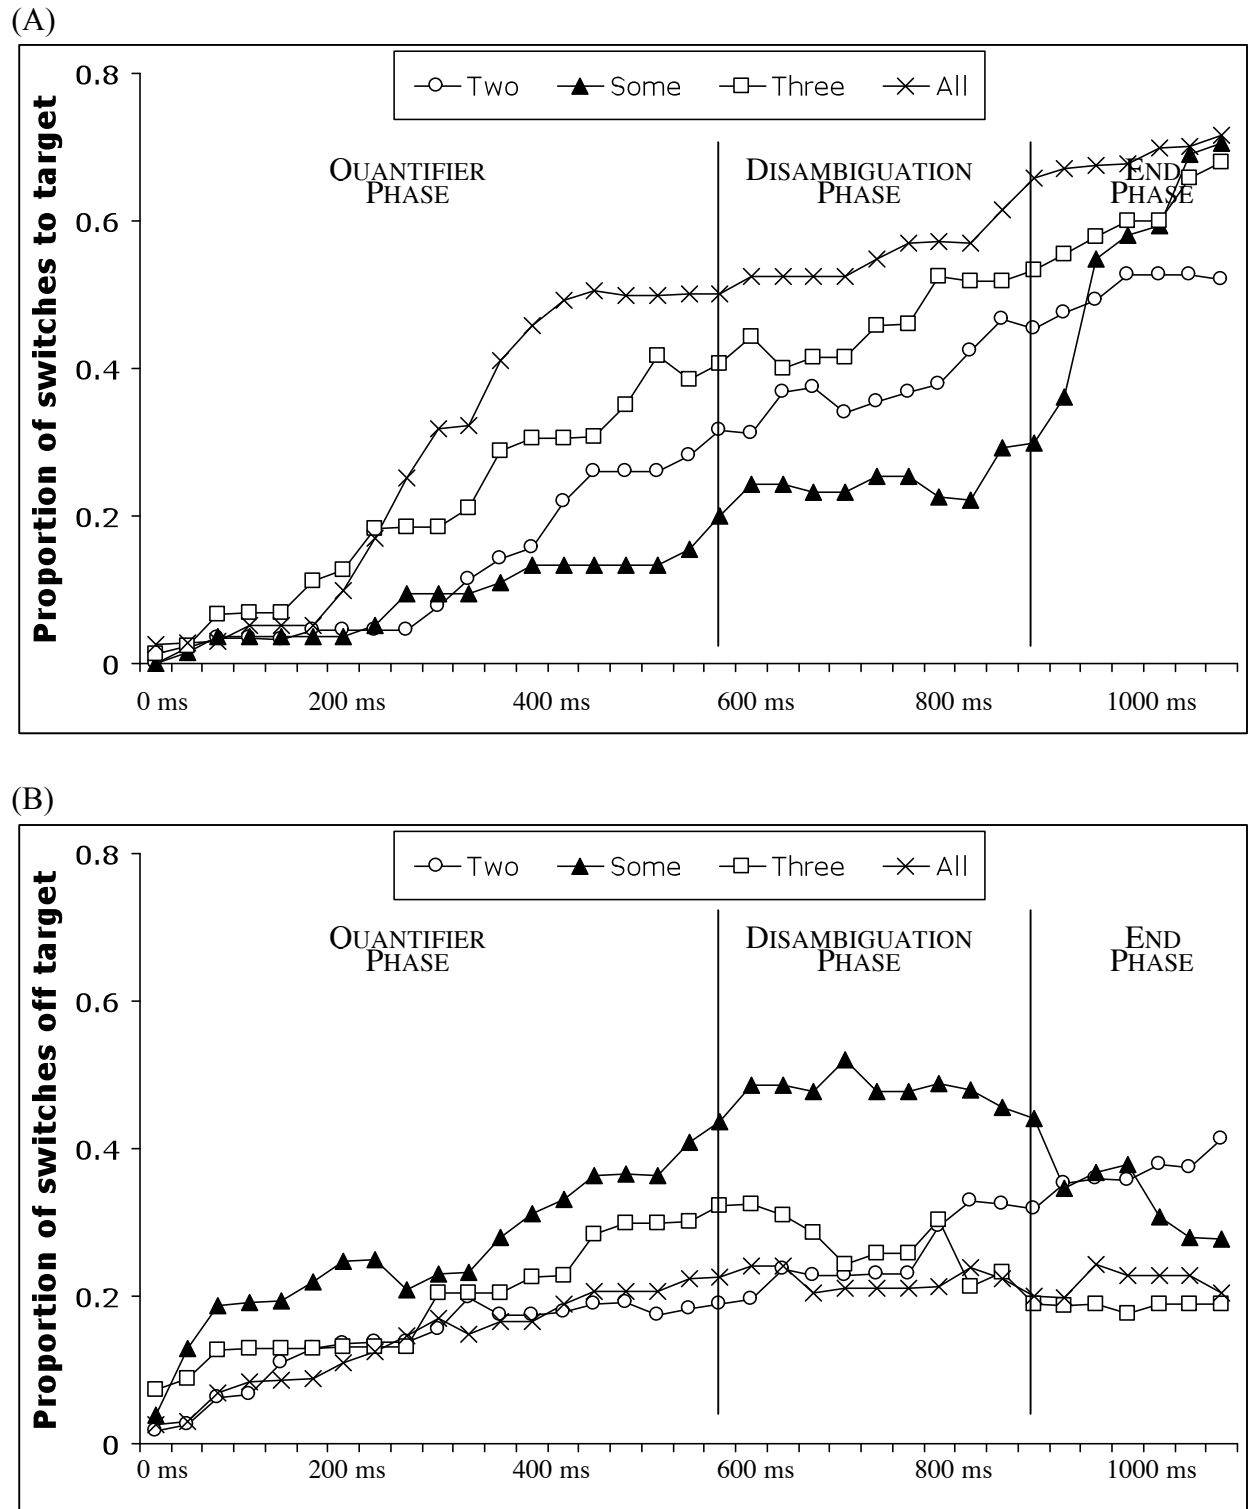 (A)
Two Some Three All
0.8
0.6
0.4
0.2
0
Proportion of switches to target
QUANTIFIER
PHASE
DISAMBIGUATION
PHASE
END
PHASE
0 ms 200 ms 400 ms 600 ms 800 ms 1000 ms
(B)
Two Some Three All
0.8
0.6
0.4
0.2
0
Proportion of switches off target
QUANTIFIER
PHASE
DISAMBIGUATION
PHASE
END
PHASE
0 ms 200 ms 400 ms 600 ms 800 ms 1000 ms